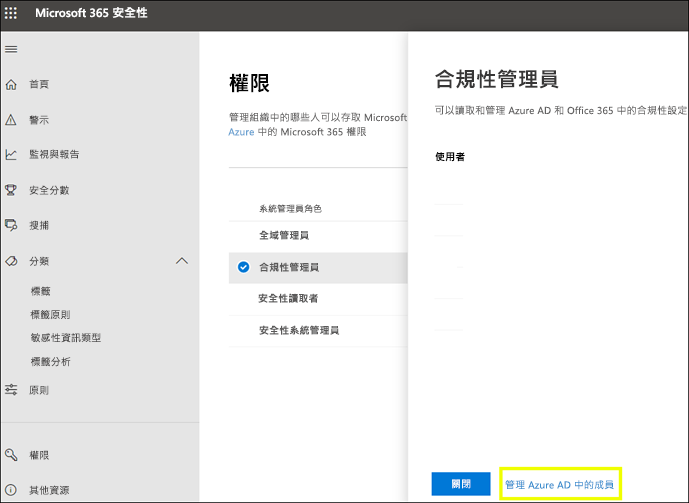 Microsoft 365 安全性
首頁
警示
監視與報告
安全分數
搜捕
分類
標籤
標籤原則
敏感性資訊類型
標籤分析
原則
權限
其他資源
權限
管理組織中的哪些人可以存取 Microsoft
Azure 中的 Microsoft 365 權限
系統管理員角色
全域管理員
合規性管理員
安全性讀取者
安全性系統管理員
合規性管理員
可以讀取和管理 Azure AD 和 Office 365 中的合規性設定
使用者
關閉
管理 Azure AD 中的成員